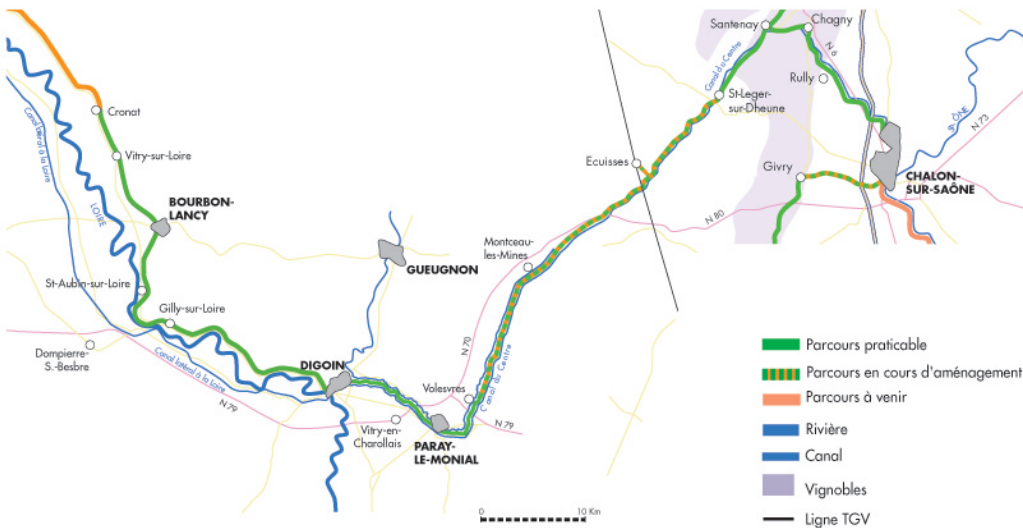 Santenay
Chagny
N 6
Canal du Centre
Rully
St-Leger-
sur-Dheune
SAÔNE
N 73
Cronat
Canal latéral à la Loire
Vitry-sur-Loire
Ecuisses
Givry
CHALON-
SUR-SAÔNE
BOURBON-
LANCY
LOIRE
N 80
Montceau-
les-Mines
GUEUGNON
St-Aubin-sur-Loire
Gilly-sur-Loire
Dompierre-
S.-Besbre
Canal latéral à la Loire
DIGOIN
N 70
Canal du Centre
Volesvres
N 79
Vitry-en-
Charollais
N 79
PARAY-
LE-MONIAL
0
10 Km
Parcours praticable
Parcours en cours d'aménagement
Parcours à venir
Rivière
Canal
Vignobles
Ligne TGV